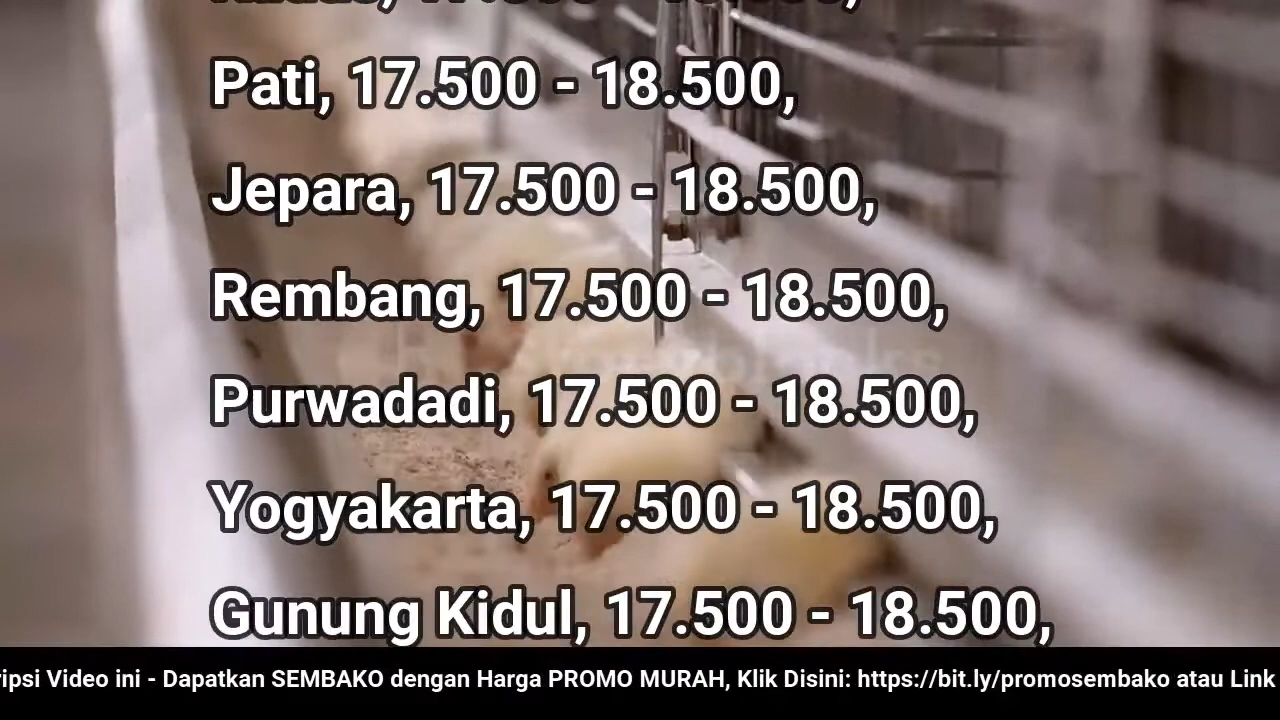 Pati, 17.500 - 18.500,
Jepara, 17.500 - 18.500,
Rembang, 17.500 - 18.500,
Purwadadi, 17.500 - 18.500,
Yogyakarta, 17.500 - 18.500,
Gunung Kidul, 17.500 - 18.500,
Video ini - Dapatkan SEMBAKO dengan Harga PROMO MURAH, Klik Disini: https://bit.ly/promosembako atau Link